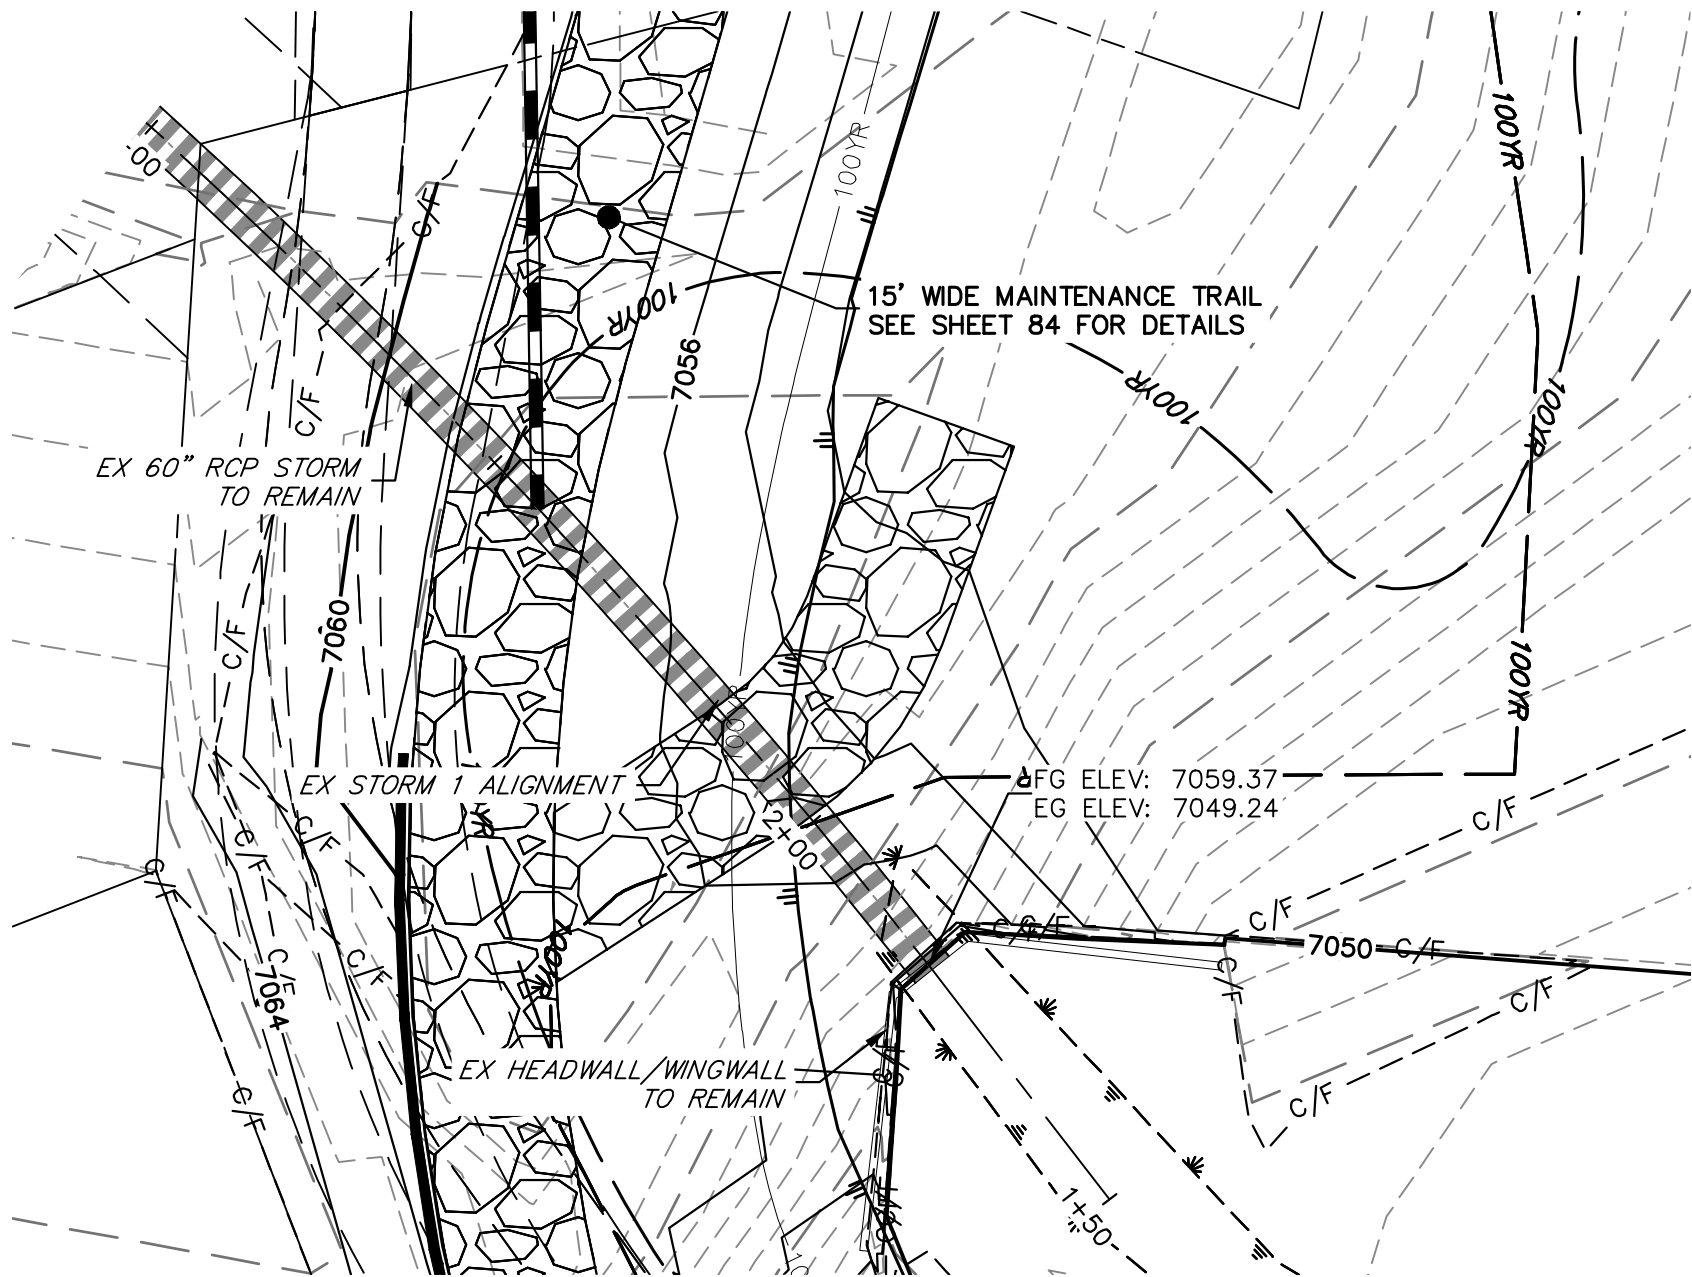 100YR
100YR
:00
C/F
100YR
15' WIDE MAINTENANCE TRAIL
SEE SHEET 84 FOR DETAILS
7056
100YR
100YR
C/F
EX 60" RCP STORM
TO REMAIN
7060
C/F
100YR
EX STORM 1 ALIGNMENT
FG ELEV: 7059.37
EG ELEV: 7049.24
C/F
C/F
C/F
2+00
C/F
C/F
C/F
7050
C/F
C/F
C/F
C/F
C/F
7064
C/F
EX HEADWALL/WINGWALL
TO REMAIN
C/F
C/F
1+50